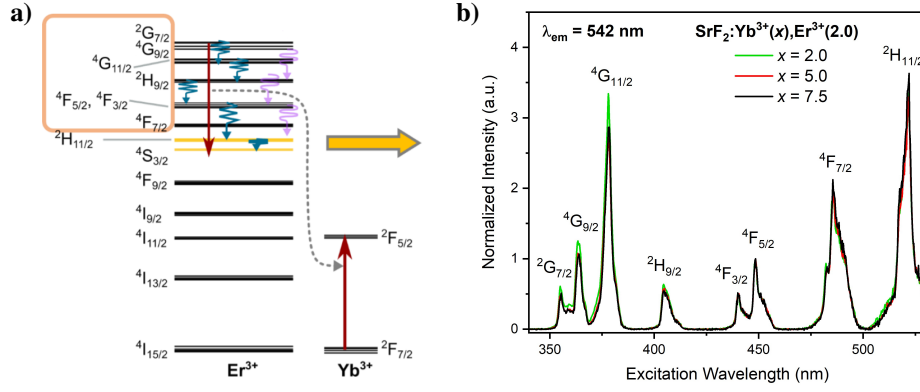 a)
²G₇/₂
⁴G₉/₂
⁴G₁₁/₂
²H₉/₂
⁴F₅/₂, ⁴F₃/₂
⁴F₇/₂
²H₁₁/₂
⁴S₃/₂
⁴F₉/₂
⁴I₉/₂
⁴I₁₁/₂
⁴I₁₃/₂
⁴I₁₅/₂
²F₅/₂
²F₇/₂
Er³⁺
Yb³⁺
b)
λem = 542 nm
SrF₂:Yb³⁺(x),Er³⁺(2.0)
x = 2.0
x = 5.0
x = 7.5
²G₇/₂
⁴G₉/₂
⁴G₁₁/₂
²H₉/₂
⁴F₃/₂
⁴F₅/₂
⁴F₇/₂
²H₁₁/₂
Normalized Intensity (a.u.)
4
3
2
1
0
350
400
450
500
Excitation Wavelength (nm)